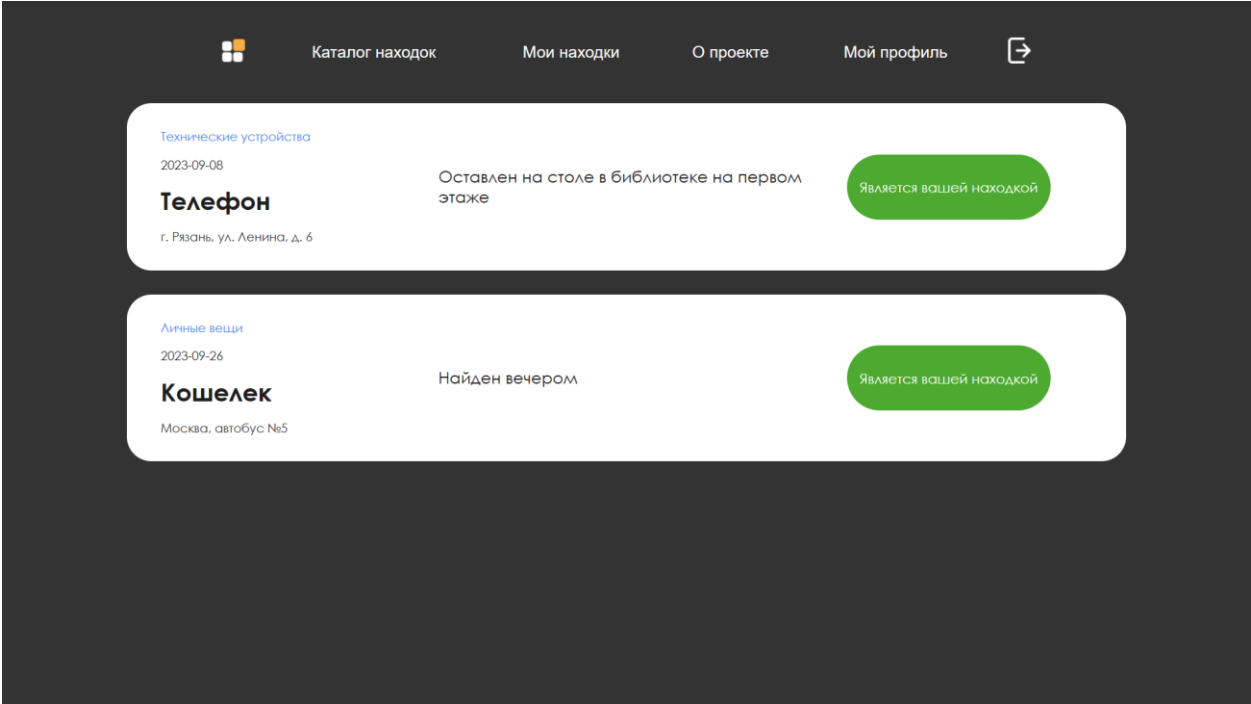 Каталог находок Мои находки О проекте Мой профиль
Технические устройства
2023-09-08
Телефон
г. Рязань, ул. Ленина, д. 6
Оставлен на столе в библиотеке на первом
этаже
Является вашей находкой
Личные вещи
2023-09-26
Кошелек
Москва, автобус №5
Найден вечером
Является вашей находкой